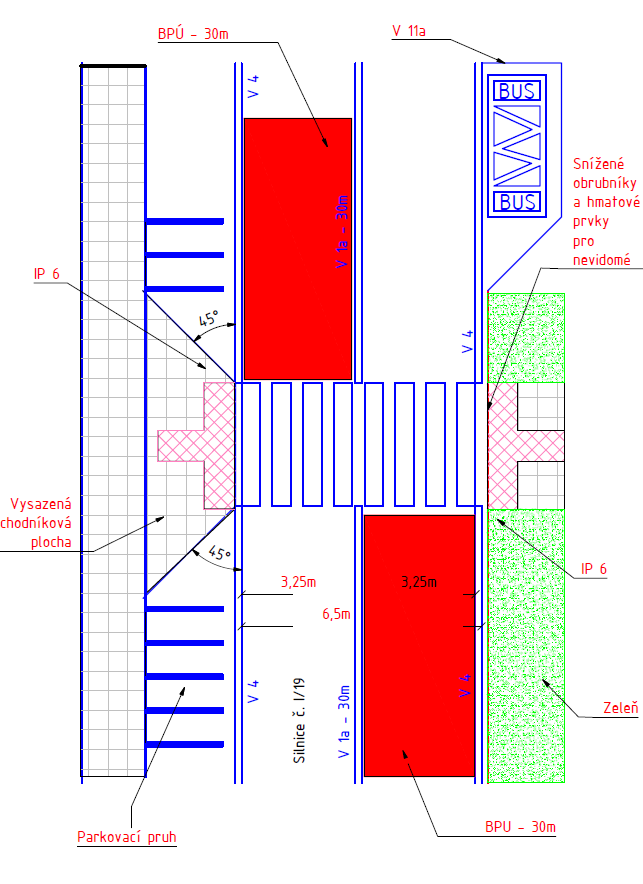 BPÚ - 30m
V 11a
V 4
BUS
BUS
V 1a - 30m
Snížené
obrubníky
a hmatové
prvky
pro
nevidomé
IP 6
45°
V 4
Vysazená
chodníková
plocha
45°
IP 6
3,25m
3,25m
6,5m
V 4
Silnice č. I/19
V 1a - 30m
V 4
Zeleň
Parkovací pruh
BPU - 30m